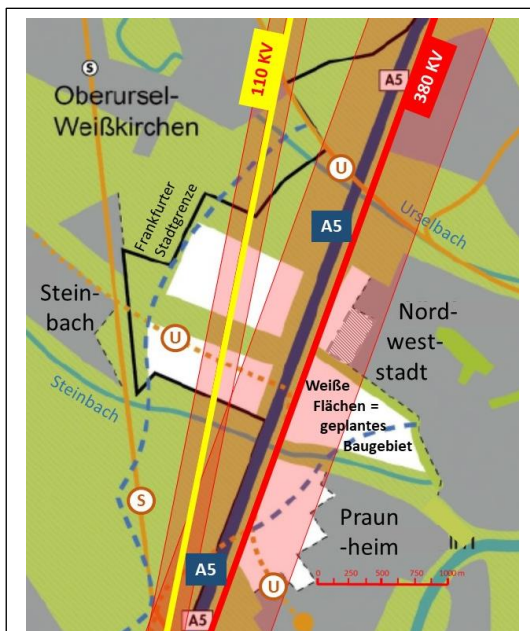 110 KV
A5
380 KV
S
Oberursel-
Weißkirchen
U
Frankfurter
Stadtgrenze
A5
Urselbach
Stein-
bach
U
Nord-
west-
stadt
Steinbach
Weiße
Flächen =
geplantes
Baugebiet
S
Praun
-heim
A5
U
0 250 500 1000 m
A5